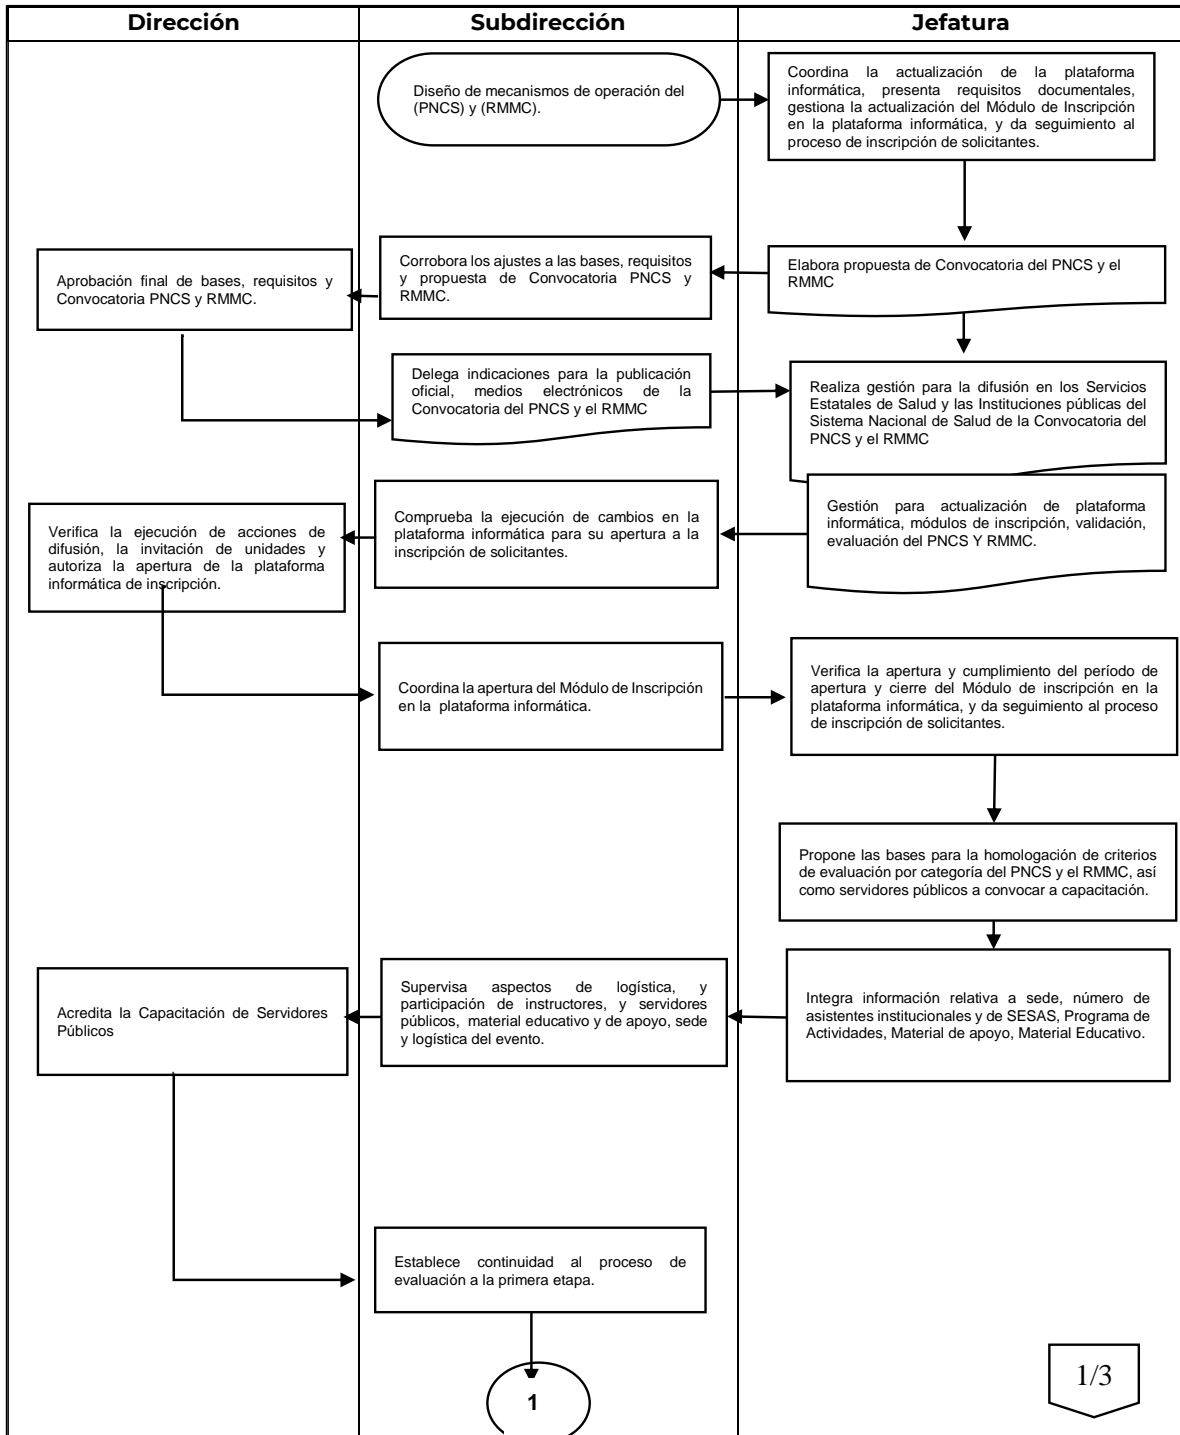 Dirección
Subdirección
Jefatura
Diseño de mecanismos de operación del
(PNCS) y (RMMC).
Coordina la actualización de la plataforma
informática, presenta requisitos documentales,
gestiona la actualización del Módulo de Inscripción
en la plataforma informática, y da seguimiento al
proceso de inscripción de solicitantes.
Aprobación final de bases, requisitos y
Convocatoria PNCS y RMMC.
Corrobora los ajustes a las bases, requisitos
y propuesta de Convocatoria PNCS y
RMMC.
Elabora propuesta de Convocatoria del PNCS y el
RMMC
Delega indicaciones para la publicación
oficial, medios electrónicos de la
Convocatoria del PNCS y el RMMC
Realiza gestión para la difusión en los Servicios
Estatales de Salud y las Instituciones públicas del
Sistema Nacional de Salud de la Convocatoria del
PNCS y el RMMC
Verifica la ejecución de acciones de
difusión, la invitación de unidades y
autoriza la apertura de la plataforma
informática de inscripción.
Comprueba la ejecución de cambios en la
plataforma informática para su apertura a la
inscripción de solicitantes.
Gestión para actualización de plataforma
informática, módulos de inscripción, validación,
evaluación del PNCS Y RMMC.
Coordina la apertura del Módulo de Inscripción
en la plataforma informática.
Verifica la apertura y cumplimiento del período de
apertura y cierre del Módulo de inscripción en la
plataforma informática, y da seguimiento al proceso
de inscripción de solicitantes.
Propone las bases para la homologación de criterios
de evaluación por categoría del PNCS y el RMMC, así
como servidores públicos a convocar a capacitación.
Acredita la Capacitación de Servidores
Públicos
Supervisa aspectos de logística, y
participación de instructores, y servidores
públicos, material educativo y de apoyo, sede
y logística del evento.
Integra información relativa a sede, número de
asistentes institucionales y de SESAS, Programa de
Actividades, Material de apoyo, Material Educativo.
Establece continuidad al proceso de
evaluación a la primera etapa.
1
1/3